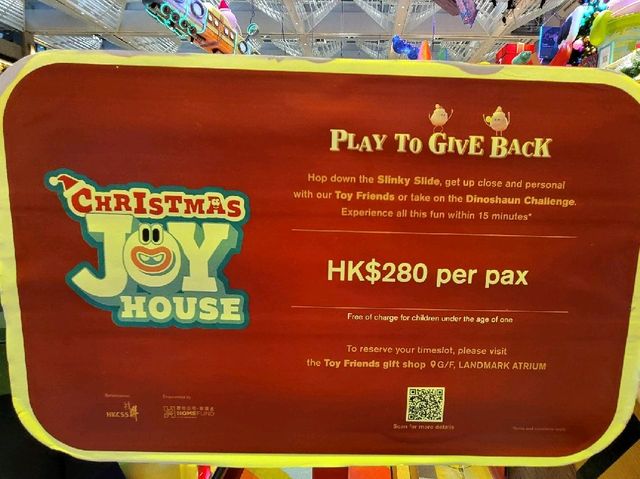 PLAY TO GIVE BACK
Hop down the Slinky Slide, get up close and personal
with our Toy Friends or take on the Dinoshaun Challenge.
Experience all this fun within 15 minutes*
CHRISTMAS
JOY
HOUSE
HK$280 per pax
Free of charge for children under the age of one
To reserve your timeslot, please visit
the Toy Friends gift shop G/F, LANDMARK ATRIUM
HKCSS
HOMEFUND
Scan for more details